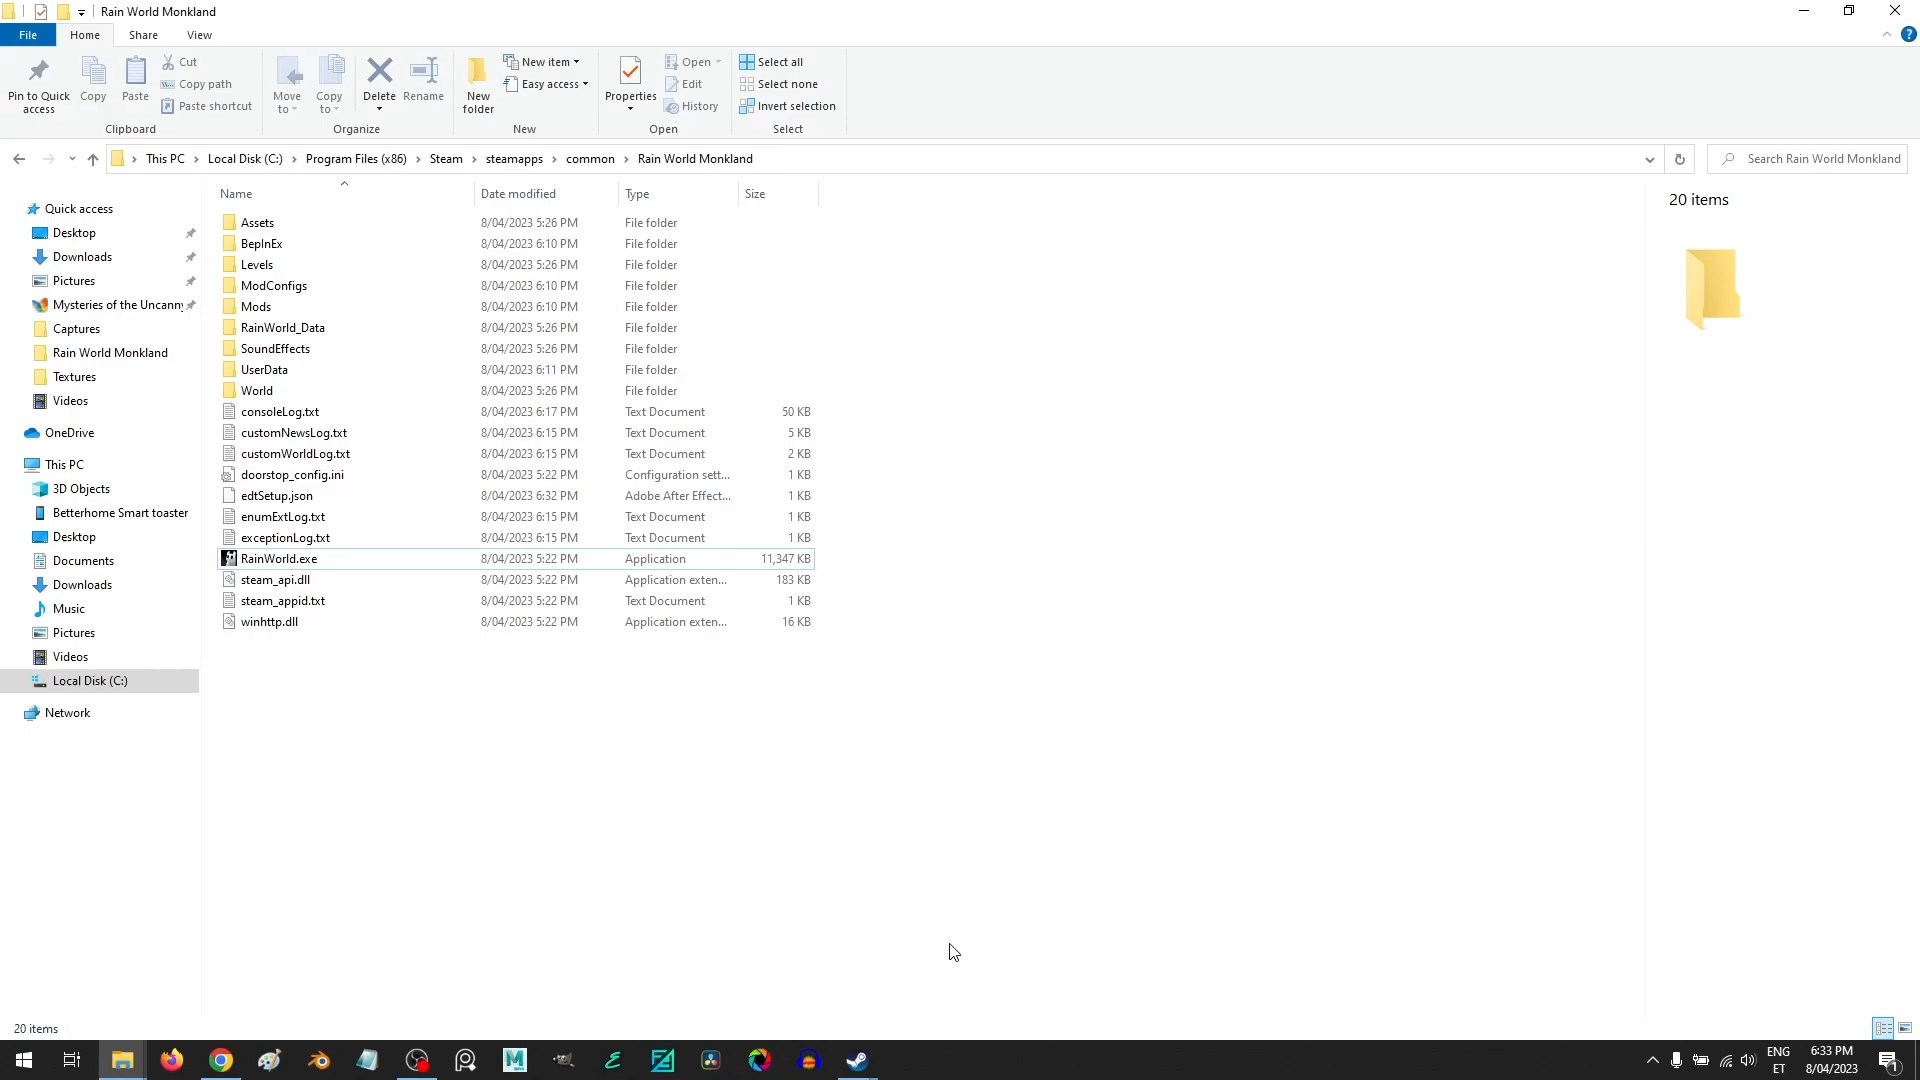 Rain World Monkland
File Home Share View
Pin to Quick access
Copy
Paste
Cut
Copy path
Paste shortcut
Clipboard
Move to
Copy to
Delete
Rename
Organize
New folder
New item
Easy access
New
Properties
Open
Edit
History
Open
Select all
Select none
Invert selection
Select
This PC > Local Disk (C:) > Program Files (x86) > Steam > steamapps > common > Rain World Monkland
Search Rain World Monkland
Quick access
Desktop
Downloads
Pictures
Mysteries of the Uncanny
Captures
Rain World Monkland
Textures
Videos
OneDrive
This PC
3D Objects
Betterhome Smart toaster
Desktop
Documents
Downloads
Music
Pictures
Videos
Local Disk (C:)
Network
Name Date modified Type Size
Assets 8/04/2023 5:26 PM File folder
BepInEx 8/04/2023 6:10 PM File folder
Levels 8/04/2023 5:26 PM File folder
ModConfigs 8/04/2023 6:10 PM File folder
Mods 8/04/2023 6:10 PM File folder
RainWorld_Data 8/04/2023 5:26 PM File folder
SoundEffects 8/04/2023 5:26 PM File folder
UserData 8/04/2023 6:11 PM File folder
World 8/04/2023 5:26 PM File folder
consoleLog.txt 8/04/2023 6:17 PM Text Document 50 KB
customNewsLog.txt 8/04/2023 6:15 PM Text Document 5 KB
customWorldLog.txt 8/04/2023 6:15 PM Text Document 2 KB
doorstop_config.ini 8/04/2023 5:22 PM Configuration sett... 1 KB
edtSetup.json 8/04/2023 6:32 PM Adobe After Effect... 1 KB
enumExtLog.txt 8/04/2023 6:15 PM Text Document 1 KB
exceptionLog.txt 8/04/2023 6:15 PM Text Document 1 KB
RainWorld.exe 8/04/2023 5:22 PM Application 11,347 KB
steam_api.dll 8/04/2023 5:22 PM Application exten... 183 KB
steam_appid.txt 8/04/2023 5:22 PM Text Document 1 KB
winhttp.dll 8/04/2023 5:22 PM Application exten... 16 KB
20 items
20 items
ENG
ET
6:33 PM
8/04/2023
1